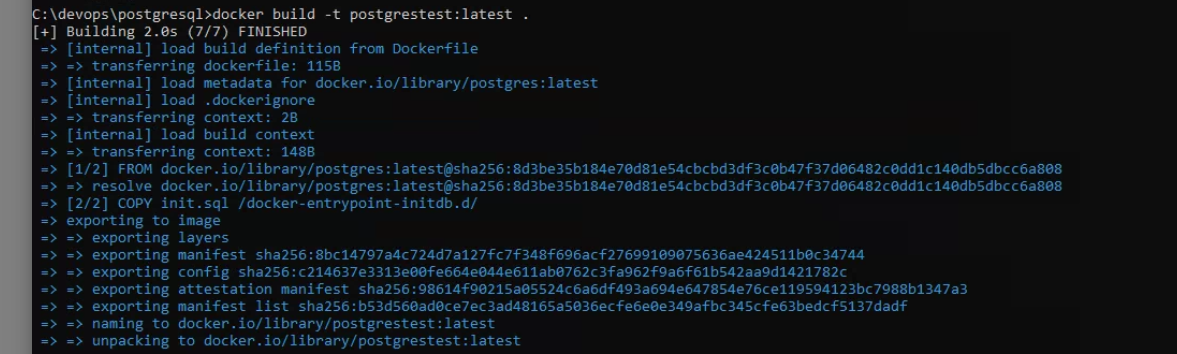 C:\devops\postgresql>docker build -t postgrestest:latest .
[+] Building 2.0s (7/7) FINISHED
=> [internal] load build definition from Dockerfile
=> => transferring dockerfile: 115B
=> [internal] load metadata for docker.io/library/postgres:latest
=> [internal] load .dockerignore
=> => transferring context: 2B
=> [internal] load build context
=> => transferring context: 148B
=> [1/2] FROM docker.io/library/postgres:latest@sha256:8d3be35b184e70d81e54cbcbd3df3c0b47f37d06482c0dd1c140db5dbcc6a808
=> => resolve docker.io/library/postgres:latest@sha256:8d3be35b184e70d81e54cbcbd3df3c0b47f37d06482c0dd1c140db5dbcc6a808
=> [2/2] COPY init.sql /docker-entrypoint-initdb.d/
=> exporting to image
=> => exporting layers
=> => exporting manifest sha256:8bc14797a4c724d7a127fc7f348f696acf27699109075636ae424511b0c34744
=> => exporting config sha256:c214637e3313e00fe664e044e611ab0762c3fa962f9a6f61b542aa9d1421782c
=> => exporting attestation manifest sha256:98614f90215a05524c6a6df493a694e647854e76ce119594123bc7988b1347a3
=> => exporting manifest list sha256:b53d560ad0ce7ec3ad48165a5036ecfe6e0e349afbc345cfe63bedcf5137dadf
=> => naming to docker.io/library/postgrestest:latest
=> => unpacking to docker.io/library/postgrestest:latest